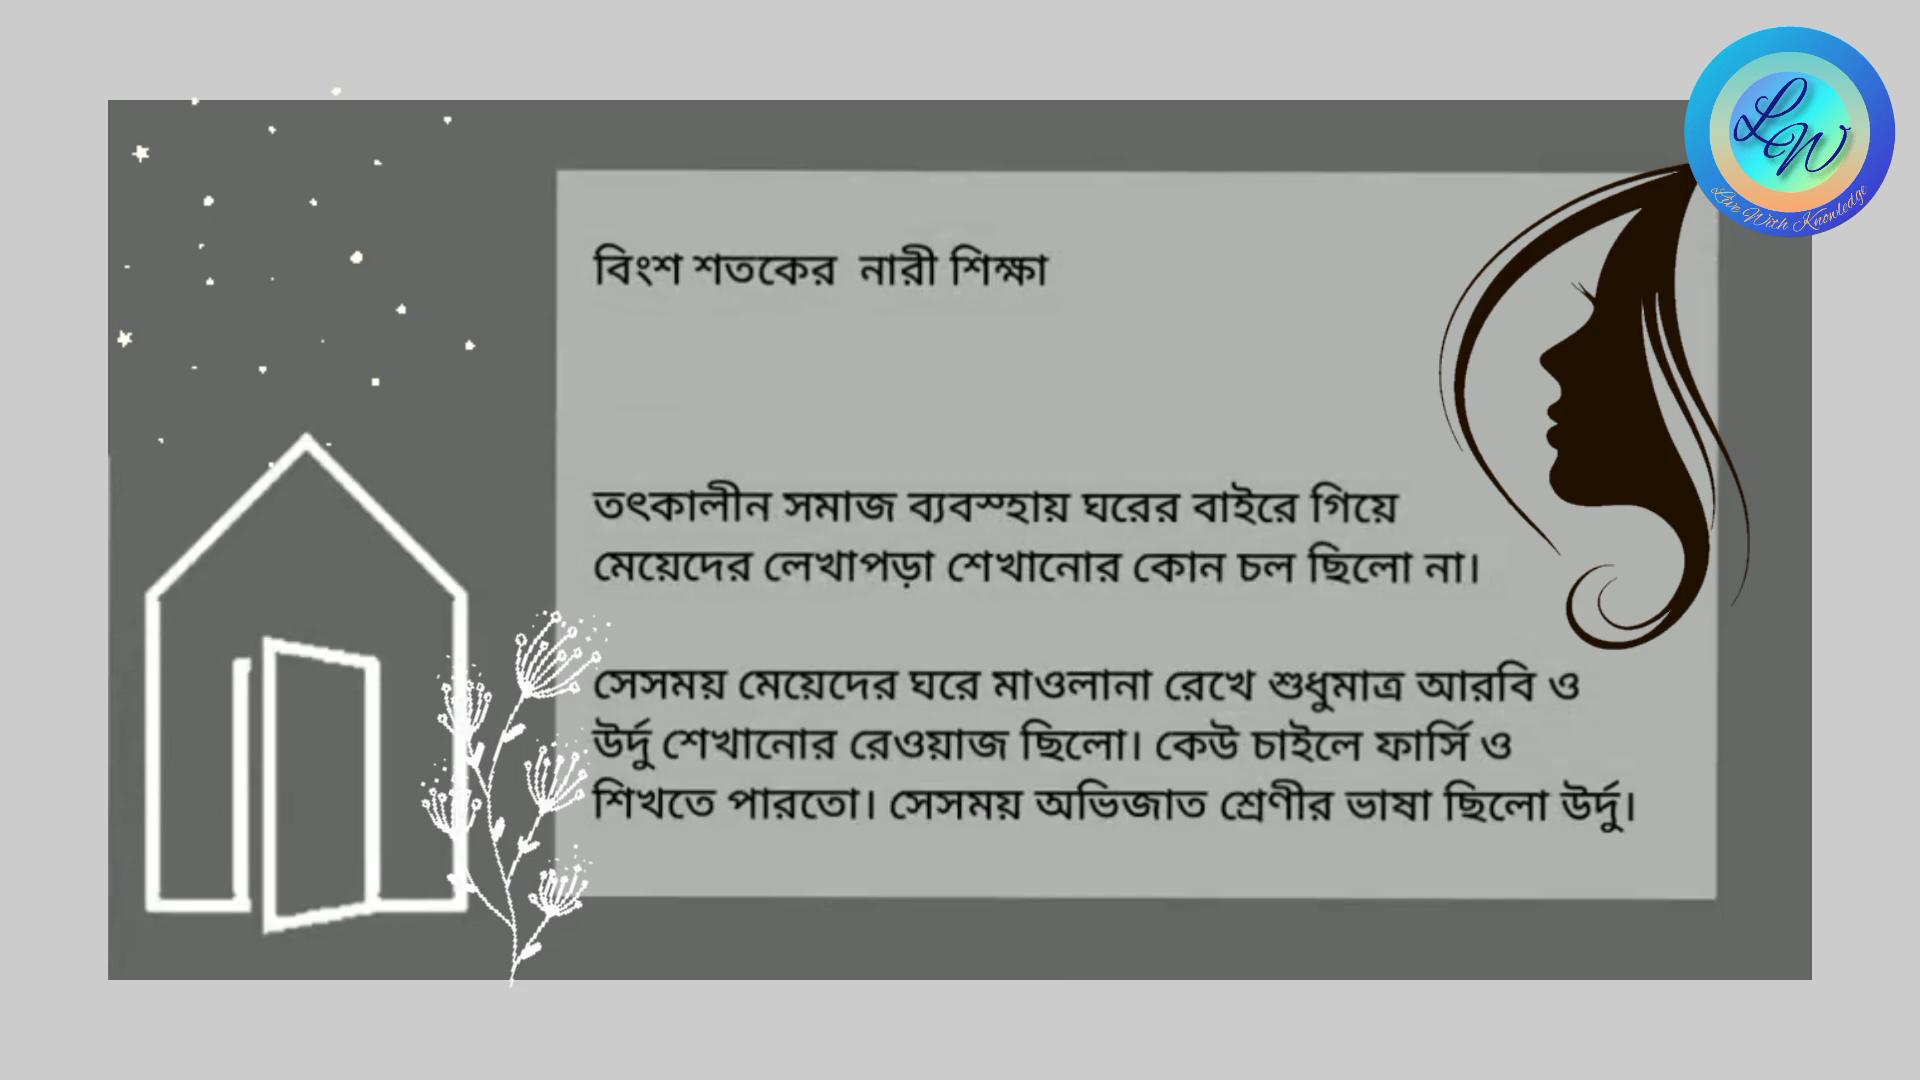 LW
Live With Knowledge
বিংশ শতকের নারী শিক্ষা
তৎকালীন সমাজ ব্যবস্হায় ঘরের বাইরে গিয়ে
মেয়েদের লেখাপড়া শেখানোর কোন চল ছিলো না।
সেসময় মেয়েদের ঘরে মাওলানা রেখে শুধুমাত্র আরবি ও
উর্দু শেখানোর রেওয়াজ ছিলো। কেউ চাইলে ফার্সি ও
শিখতে পারতো। সেসময় অভিজাত শ্রেণীর ভাষা ছিলো উর্দু।